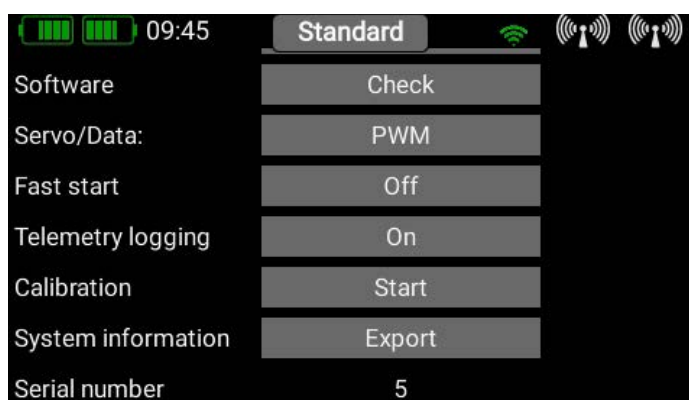 09:45 Standard
Software Check
Servo/Data: PWM
Fast start Off
Telemetry logging On
Calibration Start
System information Export
Serial number 5